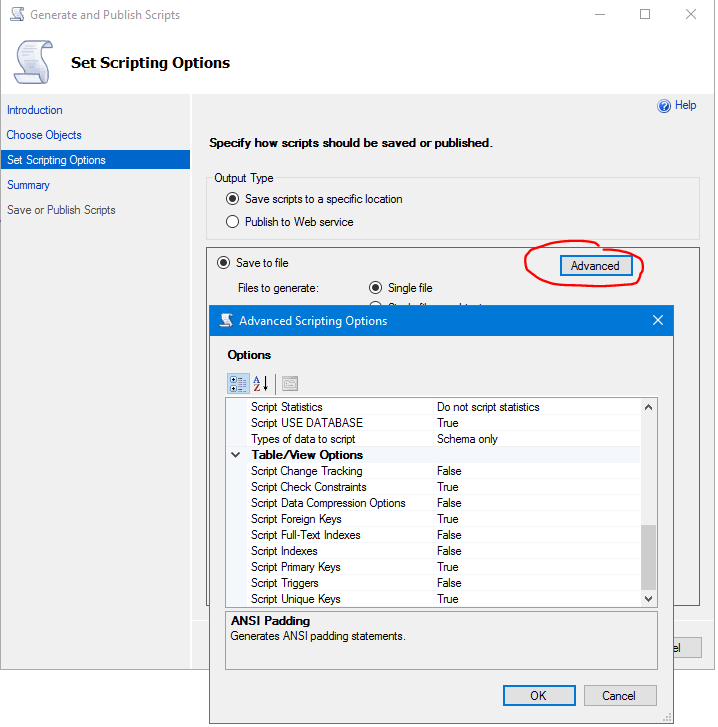 Generate and Publish Scripts
Set Scripting Options
Introduction
Choose Objects
Set Scripting Options
Summary
Save or Publish Scripts
Help
Specify how scripts should be saved or published.
Output Type
Save scripts to a specific location
Publish to Web service
Save to file
Advanced
Files to generate:
Single file
Advanced Scripting Options
Options
Script Statistics Do not script statistics
Script USE DATABASE True
Types of data to script Schema only
Table/View Options
Script Change Tracking False
Script Check Constraints True
Script Data Compression Options False
Script Foreign Keys True
Script Full-Text Indexes False
Script Indexes False
Script Primary Keys True
Script Triggers False
Script Unique Keys True
ANSI Padding
Generates ANSI padding statements.
OK
Cancel